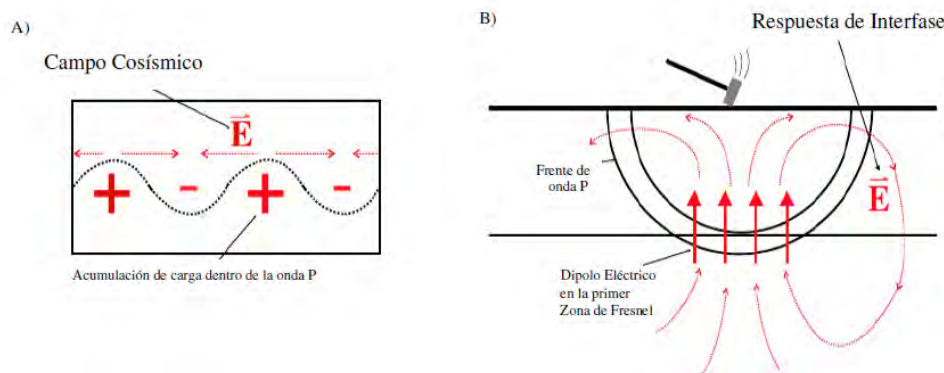 A)
Campo Cosísmico
E
+ - + -
Acumulación de carga dentro de la onda P
B)
Respuesta de Interfase
Frente de
onda P
E
Dipolo Eléctrico
en la primer
Zona de Fresnel